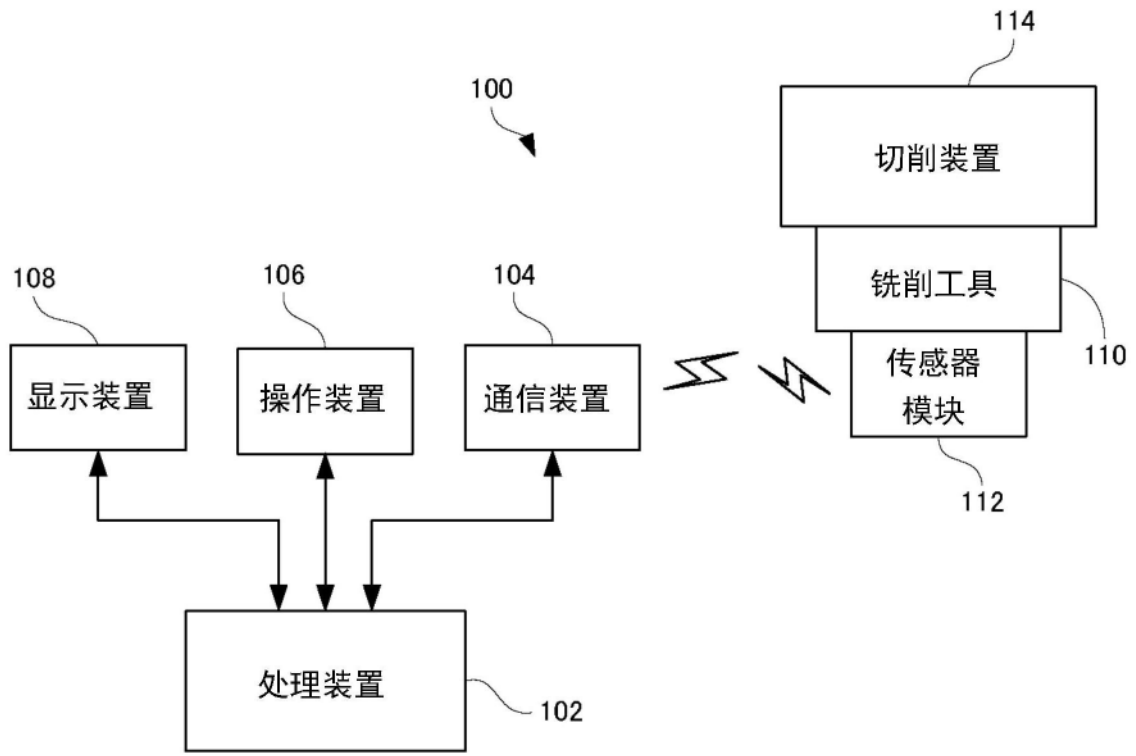 114
100
切削装置
铣削工具
108
106
104
110
显示装置
操作装置
通信装置
传感器
模块
112
处理装置
102